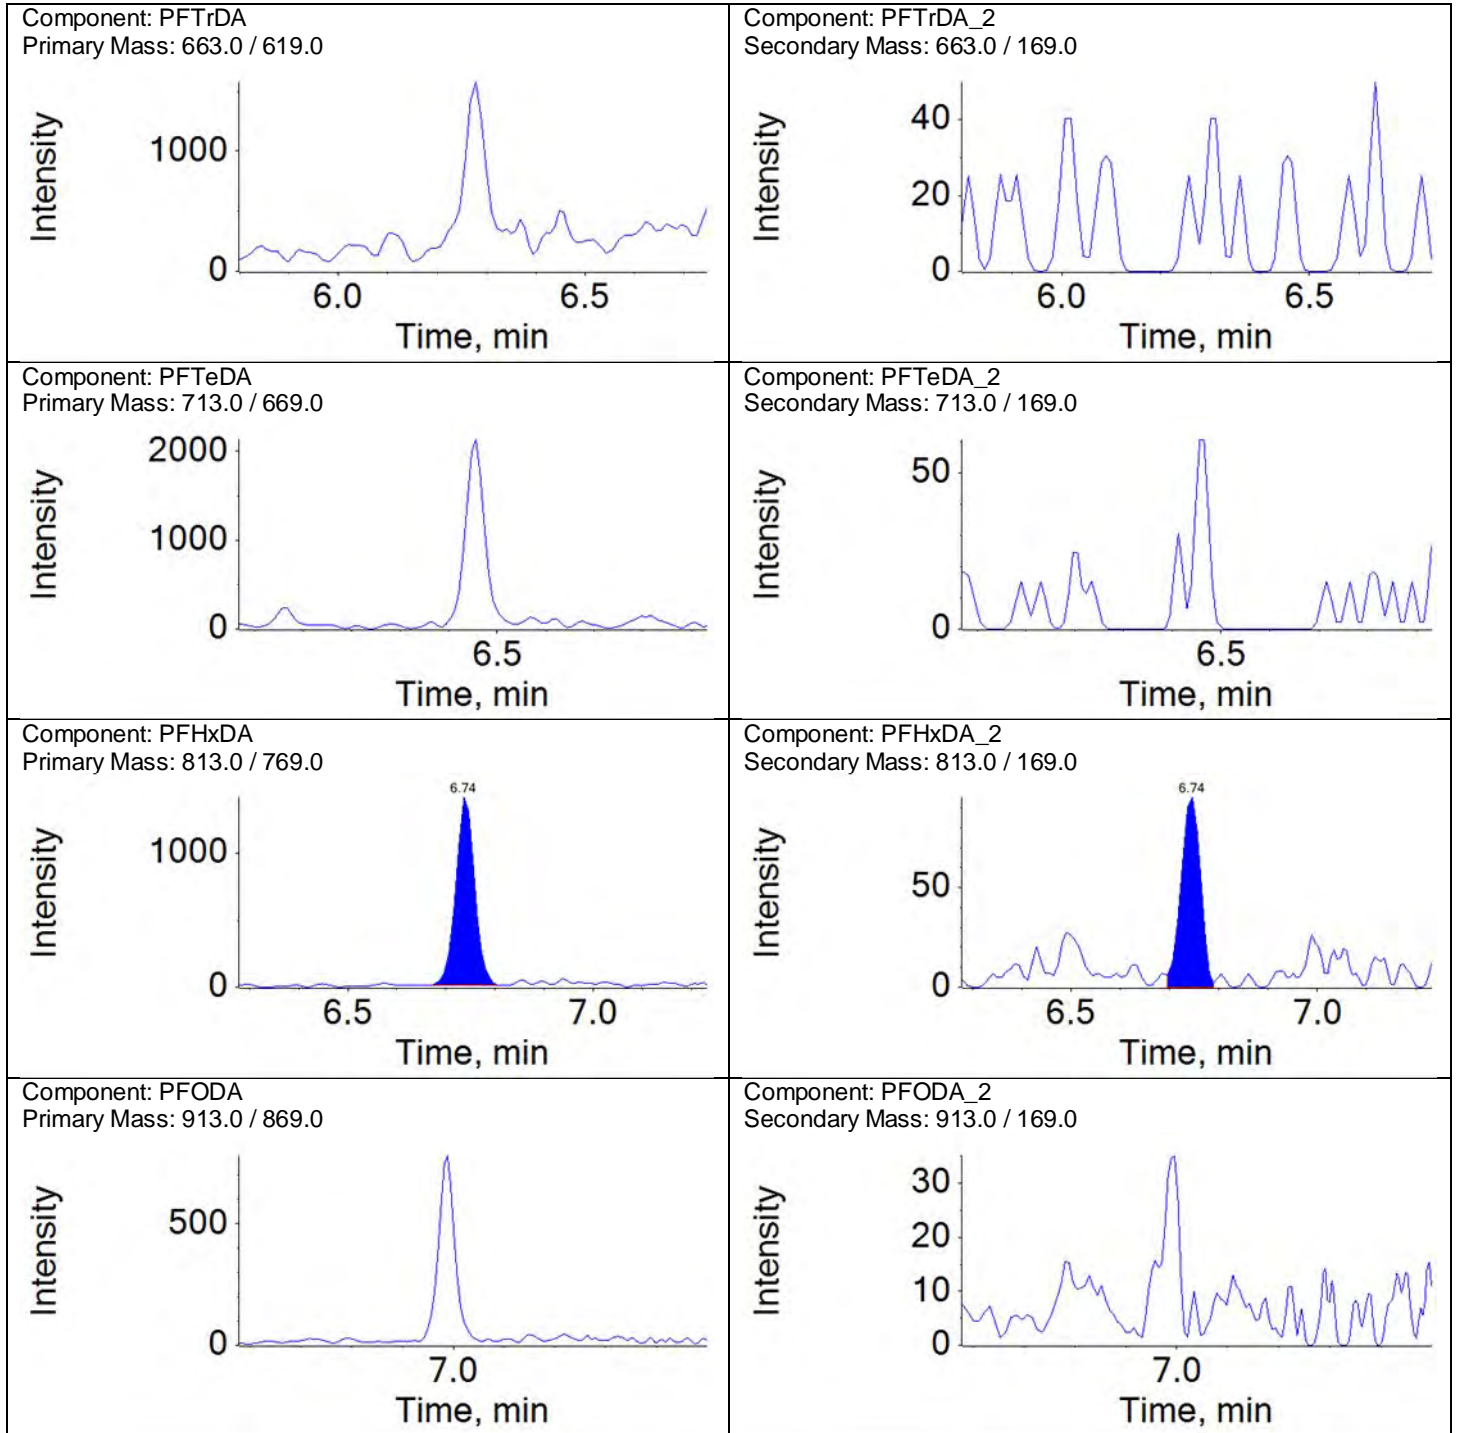 Component: PFTrDA
Primary Mass: 663.0 / 619.0
Intensity
1000
0
6.0 6.5
Time, min
Component: PFTrDA_2
Secondary Mass: 663.0 / 169.0
Intensity
40
20
0
6.0 6.5
Time, min
Component: PFTeDA
Primary Mass: 713.0 / 669.0
Intensity
2000
1000
0
6.5
Time, min
Component: PFTeDA_2
Secondary Mass: 713.0 / 169.0
Intensity
50
0
6.5
Time, min
Component: PFHxDA
Primary Mass: 813.0 / 769.0
6.74
Intensity
1000
0
6.5 7.0
Time, min
Component: PFHxDA_2
Secondary Mass: 813.0 / 169.0
6.74
Intensity
50
0
6.5 7.0
Time, min
Component: PFODA
Primary Mass: 913.0 / 869.0
Intensity
500
0
7.0
Time, min
Component: PFODA_2
Secondary Mass: 913.0 / 169.0
Intensity
30
20
10
0
7.0
Time, min